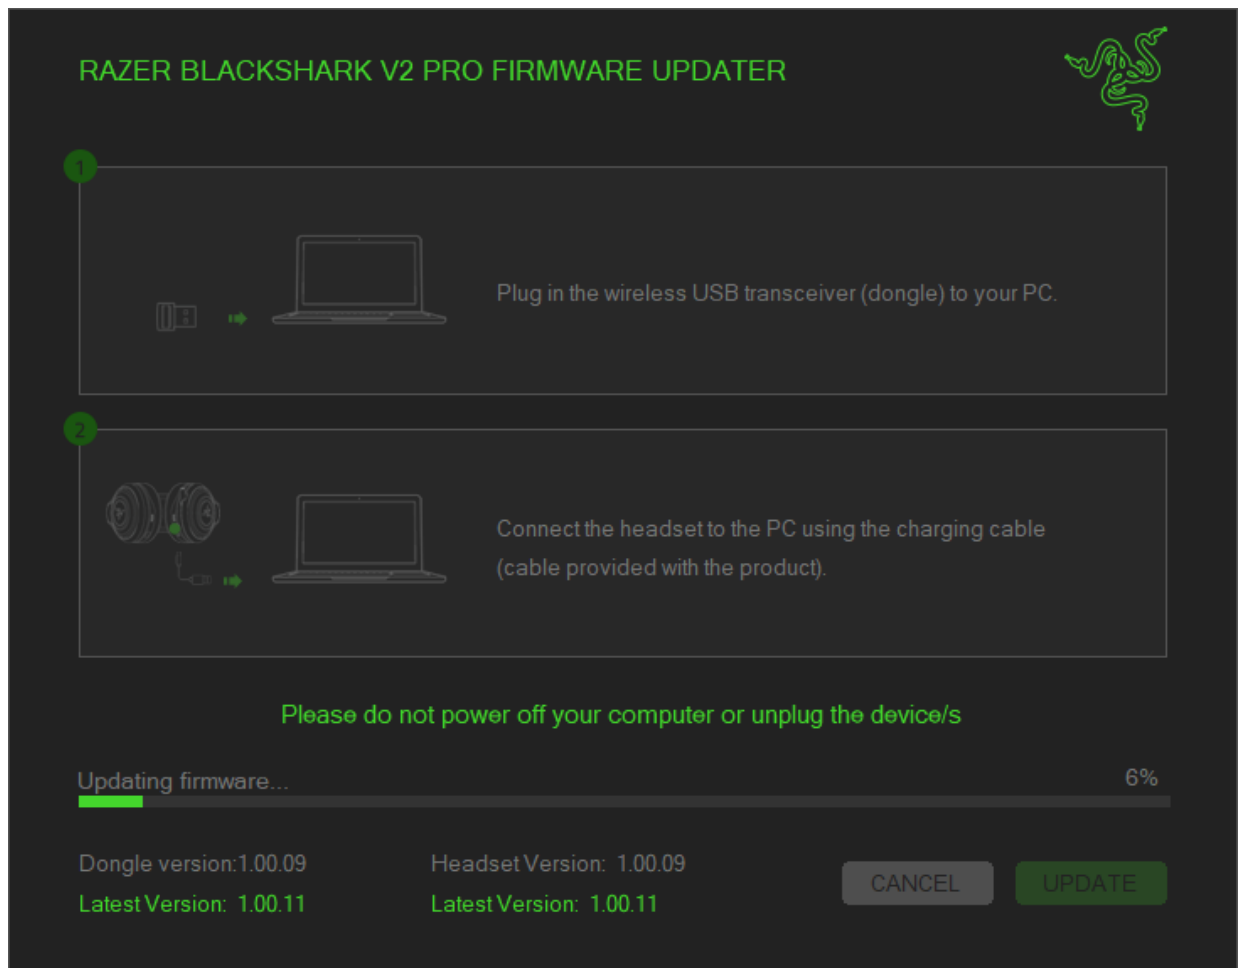 RAZER BLACKSHARK V2 PRO FIRMWARE UPDATER
1
Plug in the wireless USB transceiver (dongle) to your PC.
2
Connect the headset to the PC using the charging cable
(cable provided with the product).
Please do not power off your computer or unplug the device/s
Updating firmware... 6%
Dongle version:1.00.09 Headset Version: 1.00.09
Latest Version: 1.00.11 Latest Version: 1.00.11
CANCEL UPDATE